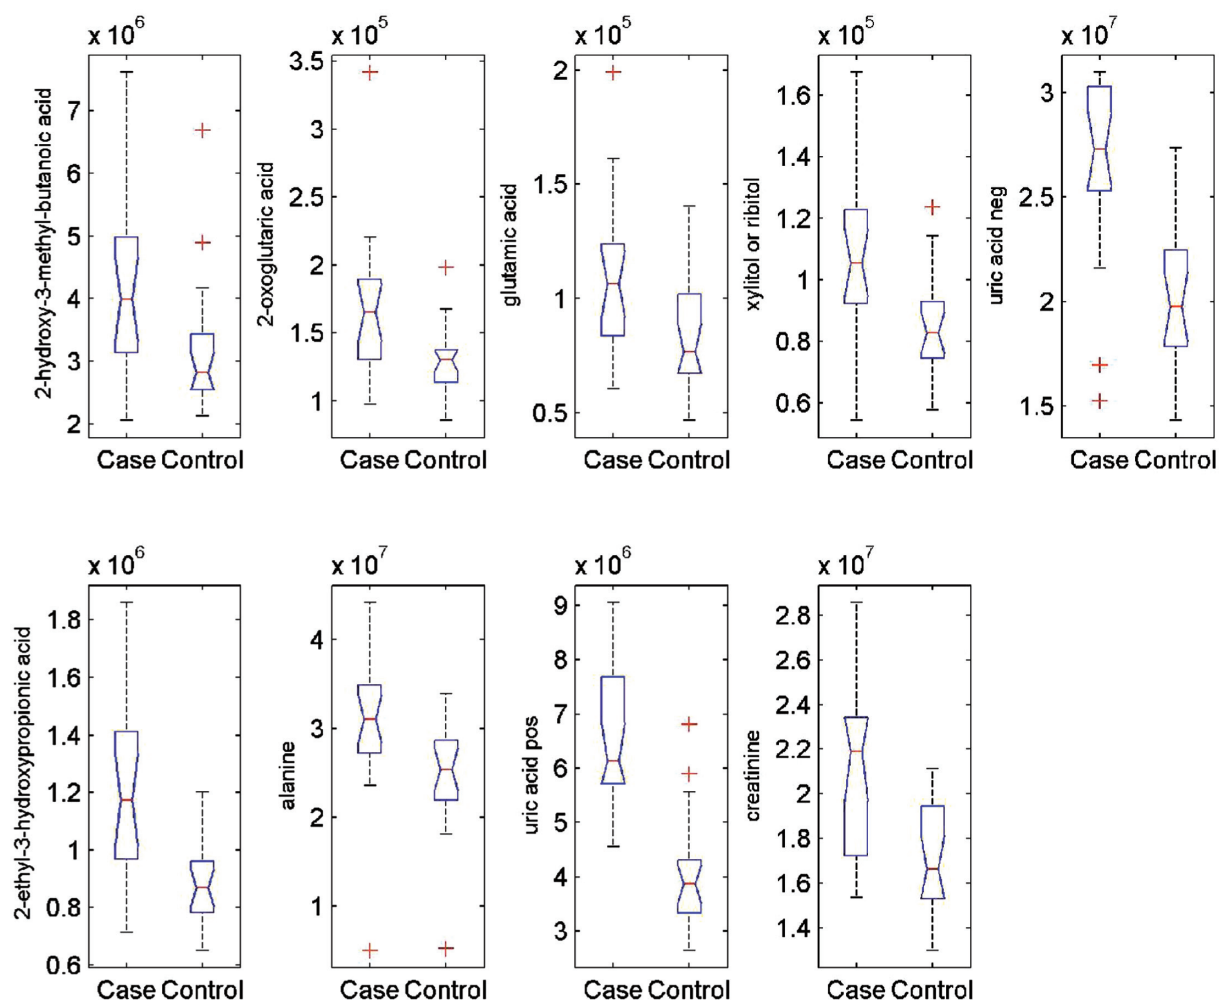 x 10^6
2-hydroxy-3-methyl-butanoic acid
7
6
5
4
3
2
Case Control
x 10^5
2-oxoglutaric acid
3.5
3
2.5
2
1.5
1
Case Control
x 10^5
glutamic acid
2
1.5
1
0.5
Case Control
x 10^5
xylitol or ribitol
1.6
1.4
1.2
1
0.8
0.6
Case Control
x 10^7
uric acid neg
3
2.5
2
1.5
Case Control
x 10^6
2-ethyl-3-hydroxypropionic acid
1.8
1.6
1.4
1.2
1
0.8
0.6
Case Control
x 10^7
alanine
4
3
2
1
Case Control
x 10^6
uric acid pos
9
8
7
6
5
4
3
Case Control
x 10^7
creatinine
2.8
2.6
2.4
2.2
2
1.8
1.6
1.4
Case Control